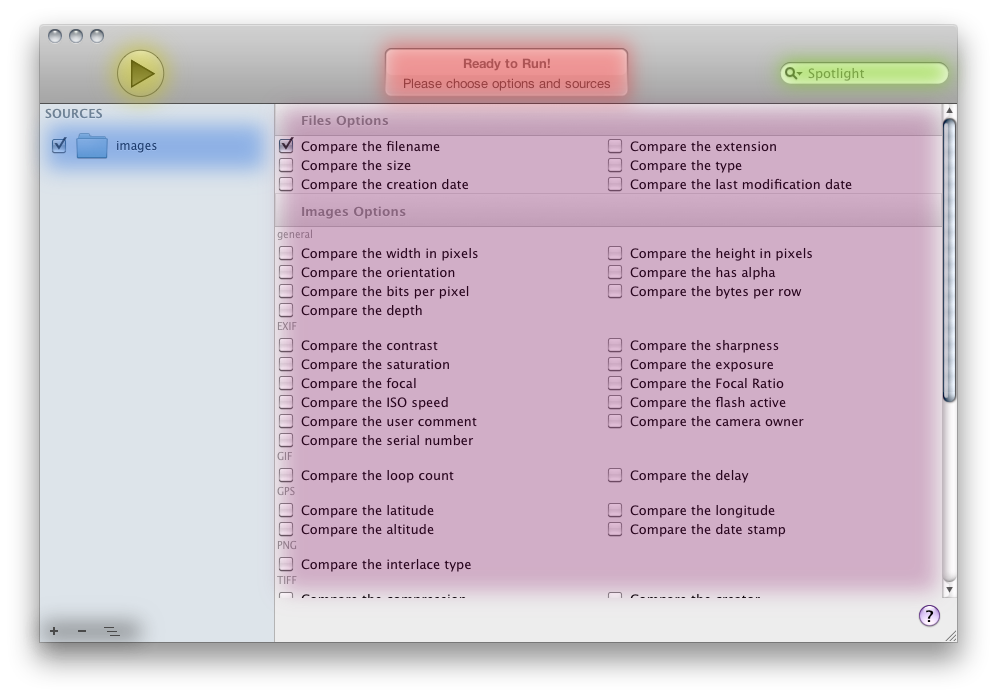 Ready to Run!
Please choose options and sources
Spotlight
SOURCES
images
Files Options
Compare the filename Compare the extension
Compare the size Compare the type
Compare the creation date Compare the last modification date
Images Options
general
Compare the width in pixels Compare the height in pixels
Compare the orientation Compare the has alpha
Compare the bits per pixel Compare the bytes per row
Compare the depth
EXIF
Compare the contrast Compare the sharpness
Compare the saturation Compare the exposure
Compare the focal Compare the Focal Ratio
Compare the ISO speed Compare the flash active
Compare the user comment Compare the camera owner
Compare the serial number
GIF
Compare the loop count Compare the delay
GPS
Compare the latitude Compare the longitude
Compare the altitude Compare the date stamp
PNG
Compare the interlace type
TIFF
Compare the compression Compare the creator
?